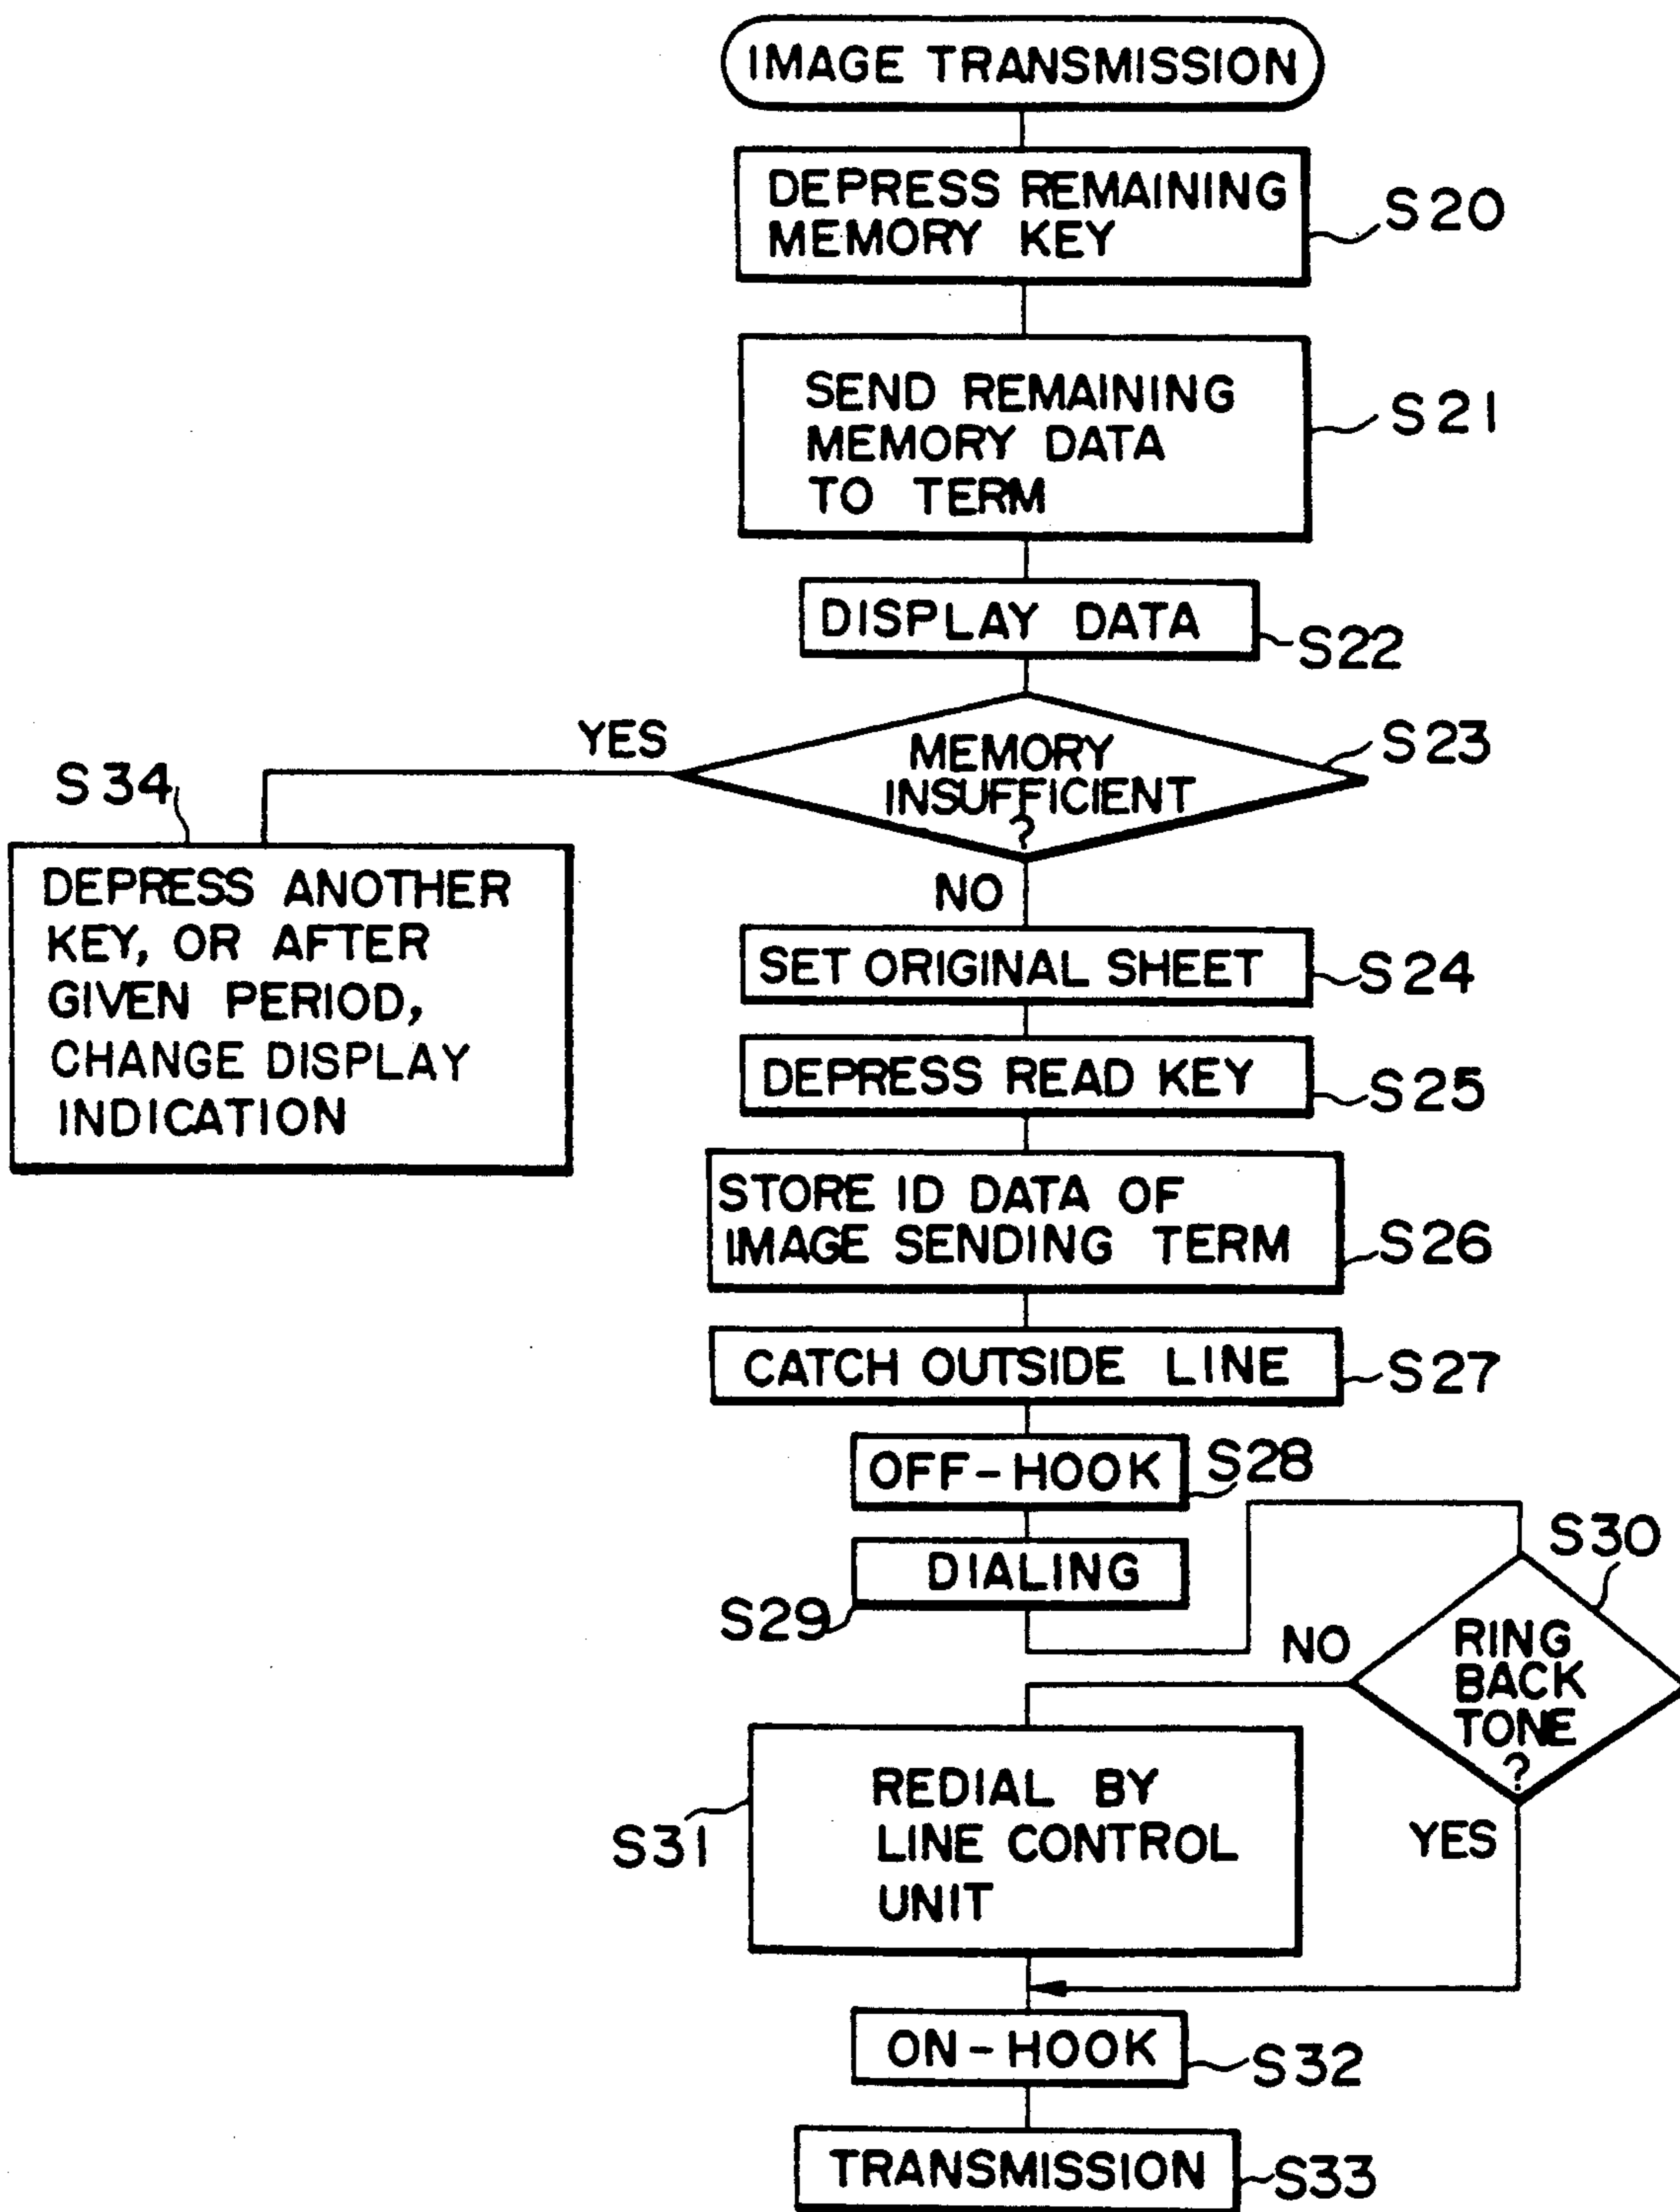 IMAGE TRANSMISSION
DEPRESS REMAINING
MEMORY KEY
S20
SEND REMAINING
MEMORY DATA
TO TERM
S21
DISPLAY DATA
S22
MEMORY
INSUFFICIENT
?
S23
YES
S34
DEPRESS ANOTHER
KEY, OR AFTER
GIVEN PERIOD,
CHANGE DISPLAY
INDICATION
NO
SET ORIGINAL SHEET
S24
DEPRESS READ KEY
S25
STORE ID DATA OF
IMAGE SENDING TERM
S26
CATCH OUTSIDE LINE
S27
OFF-HOOK
S28
DIALING
S29
S30
RING
BACK
TONE
?
NO
YES
REDIAL BY
LINE CONTROL
UNIT
S31
ON-HOOK
S32
TRANSMISSION
S33